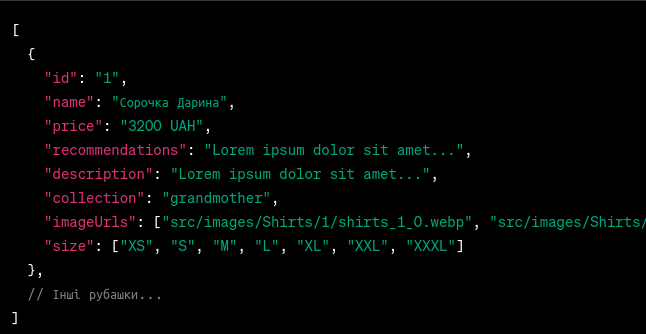 [
{
"id": "1",
"name": "Сорочка Дарина",
"price": "3200 UAH",
"recommendations": "Lorem ipsum dolor sit amet...",
"description": "Lorem ipsum dolor sit amet...",
"collection": "grandmother",
"imageUrls": ["src/images/Shirts/1/shirts_1_0.webp", "src/images/Shirts/
"size": ["XS", "S", "M", "L", "XL", "XXL", "XXXL"]
},
// Інші рубашки...
]